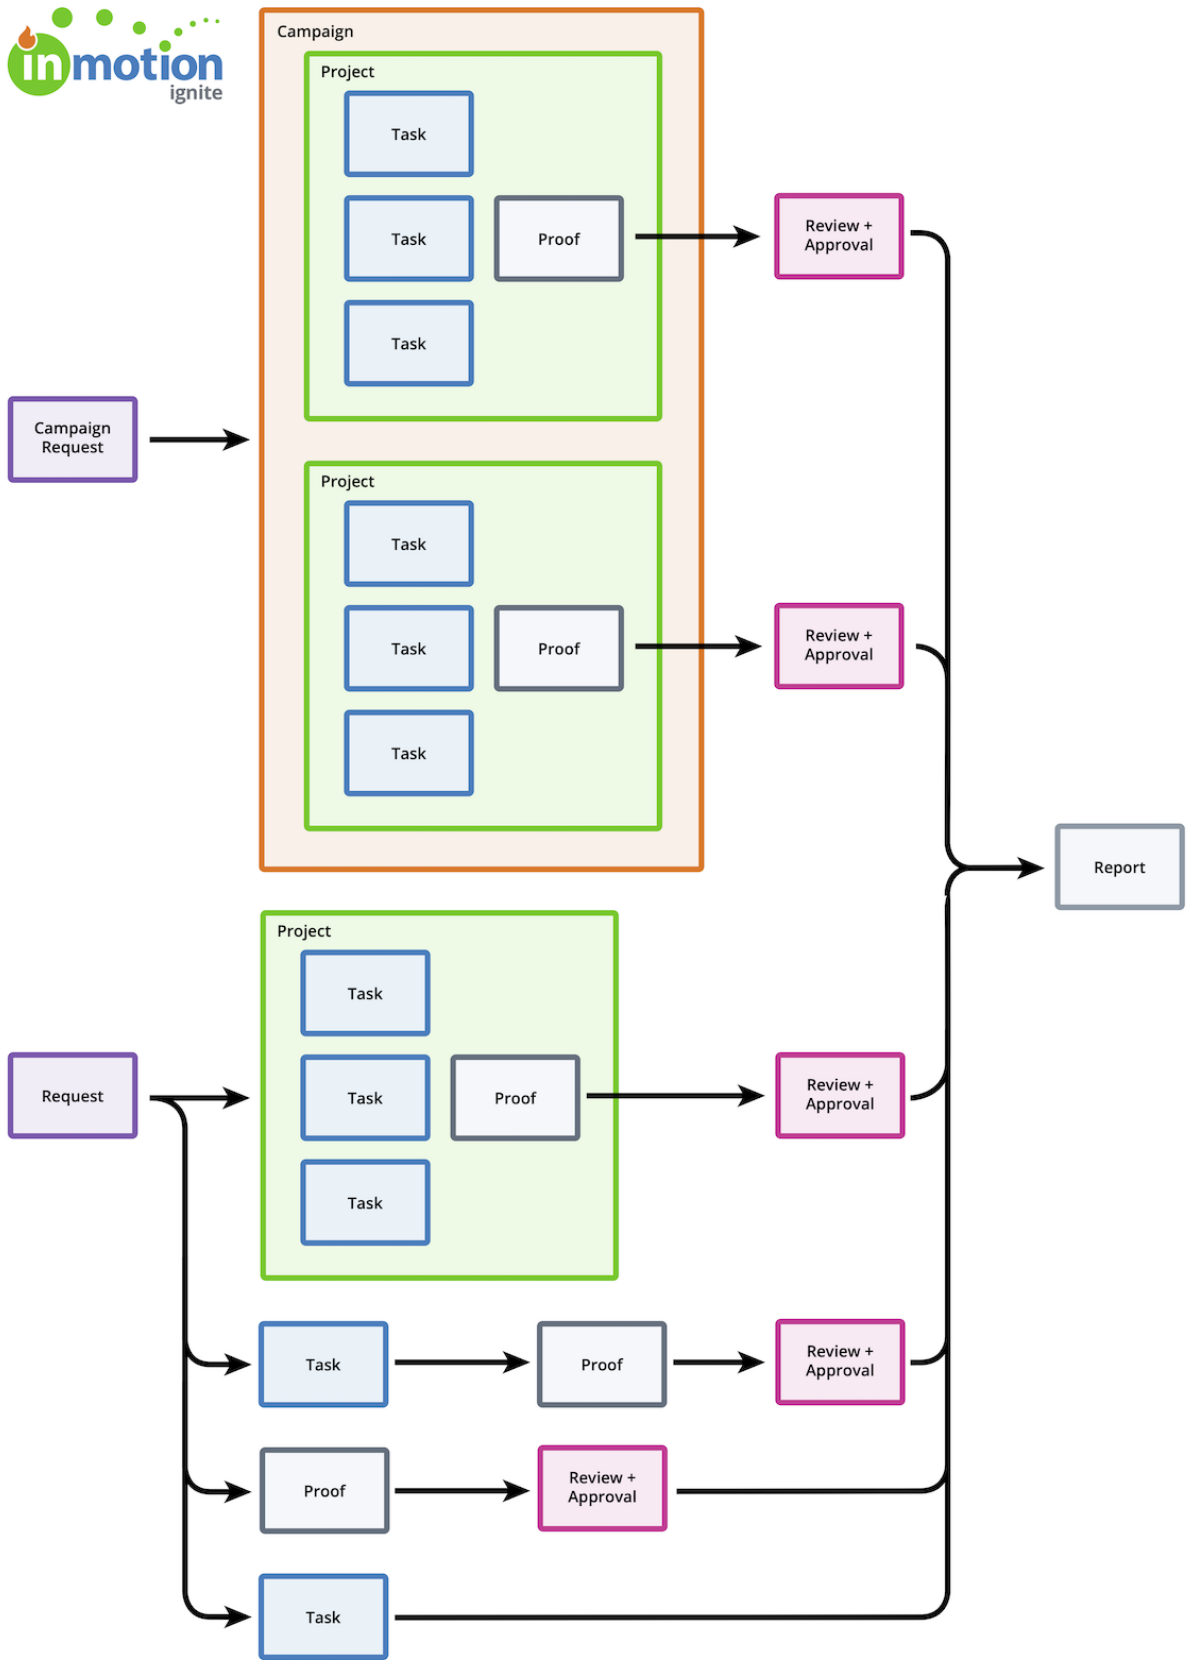 inmotion
ignite
Campaign
Project
Task
Task
Proof
Review +
Approval
Task
Campaign
Request
Project
Task
Task
Proof
Review +
Approval
Task
Report
Project
Task
Request
Task
Proof
Review +
Approval
Task
Task
Proof
Review +
Approval
Proof
Review +
Approval
Task